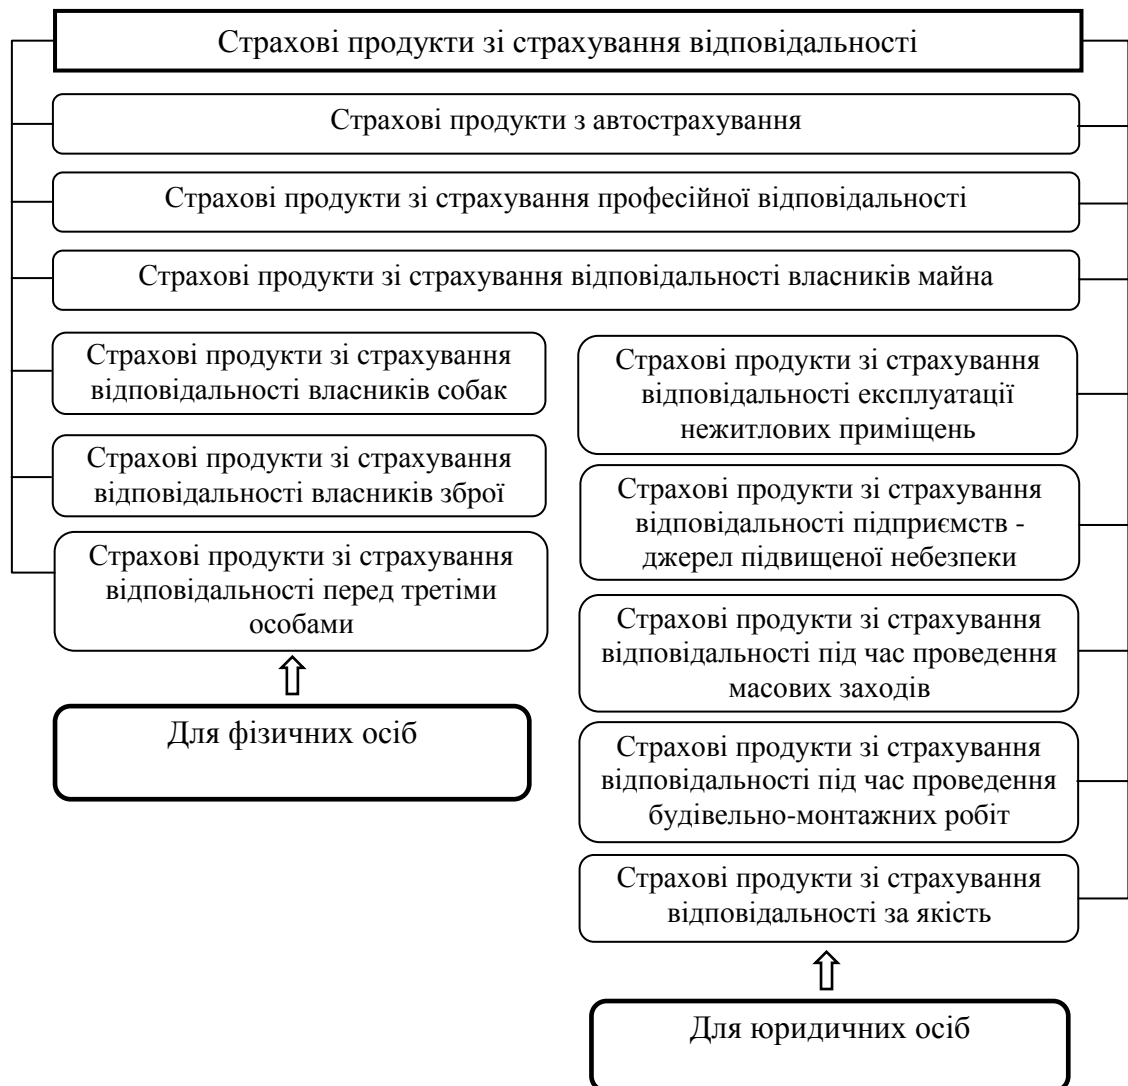 Страхові продукти зі страхування відповідальності
Страхові продукти з автострахування
Страхові продукти зі страхування професійної відповідальності
Страхові продукти зі страхування відповідальності власників майна
Страхові продукти зі страхування
відповідальності власників собак
Страхові продукти зі страхування
відповідальності власників зброї
Страхові продукти зі страхування
відповідальності перед третіми
особами
Для фізичних осіб
Страхові продукти зі страхування
відповідальності експлуатації
нежитлових приміщень
Страхові продукти зі страхування
відповідальності підприємств -
джерел підвищеної небезпеки
Страхові продукти зі страхування
відповідальності під час проведення
масових заходів
Страхові продукти зі страхування
відповідальності під час проведення
будівельно-монтажних робіт
Страхові продукти зі страхування
відповідальності за якість
Для юридичних осіб